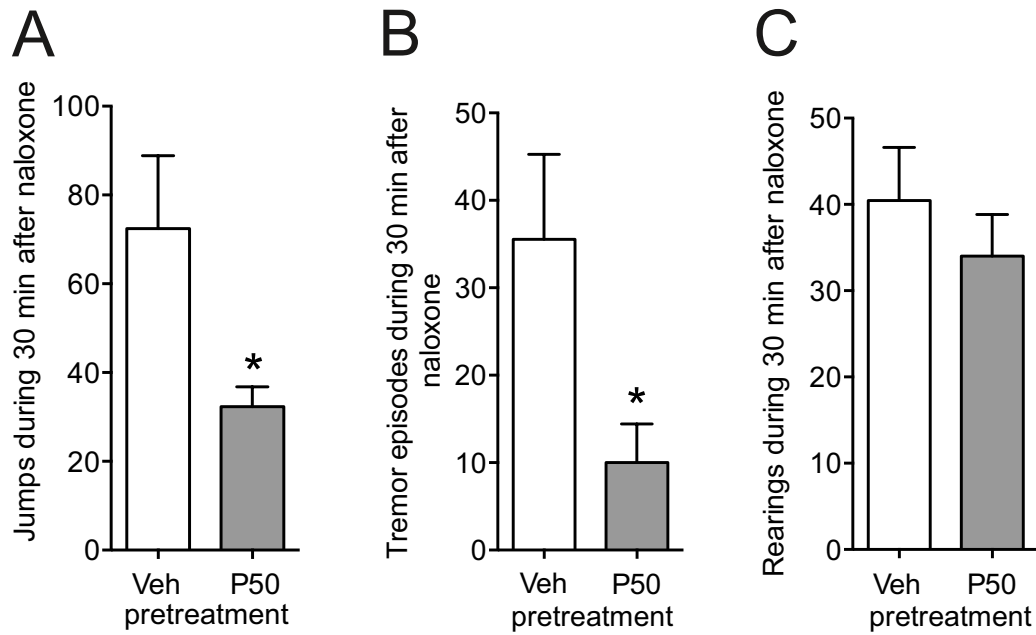 A
Jumps during 30 min after naloxone
100
80
60
40
20
0
*
Veh P50
pretreatment
B
Tremor episodes during 30 min after
naloxone
50
40
30
20
10
0
*
Veh P50
pretreatment
C
Rearings during 30 min after naloxone
50
40
30
20
10
0
Veh P50
pretreatment